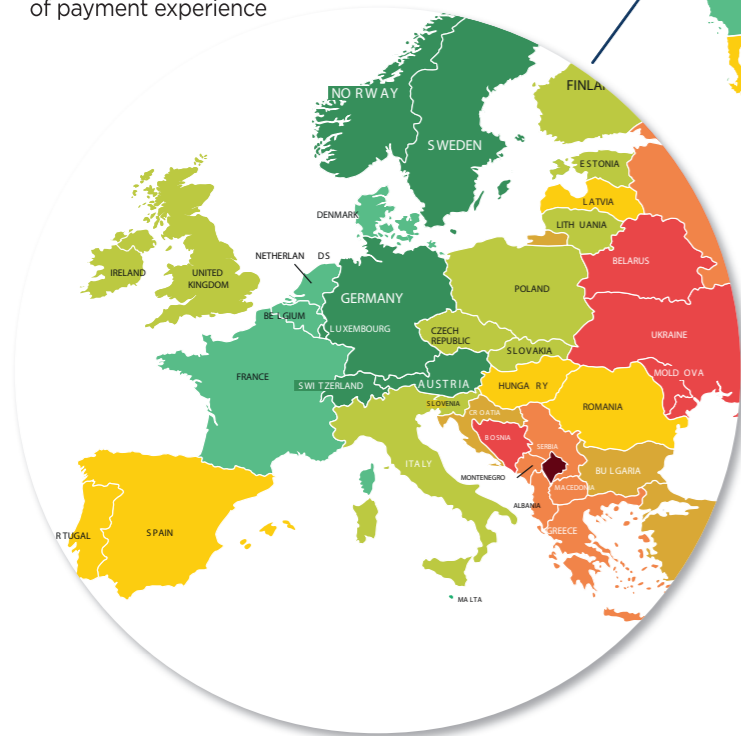 of payment experience
NORWAY
FINLA
SWEDEN
ESTONIA
LATVIA
DENMARK
LITHUANIA
NETHERLANDS
BELARUS
IRELAND
UNITED
KINGDOM
GERMANY
POLAND
BELGIUM
LUXEMBOURG
CZECH
REPUBLIC
UKRAINE
SLOVAKIA
FRANCE
MOLDOVA
SWITZERLAND
AUSTRIA
HUNGARY
SLOVENIA
ROMANIA
CROATIA
BOSNIA
SERBIA
ITALY
BULGARIA
MONTENEGRO
MACEDONIA
ALBANIA
RTUGAL
SPAIN
GREECE
MALTA